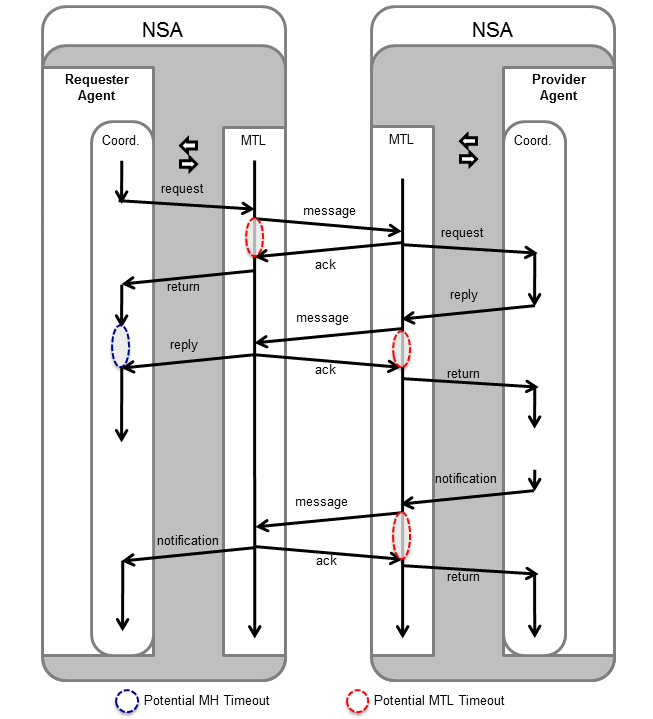 NSA
NSA
Requester
Agent
Provider
Agent
Coord.
MTL
MTL
Coord.
request
message
request
ack
return
reply
message
reply
ack
return
notification
message
notification
ack
return
Potential MH Timeout
Potential MTL Timeout